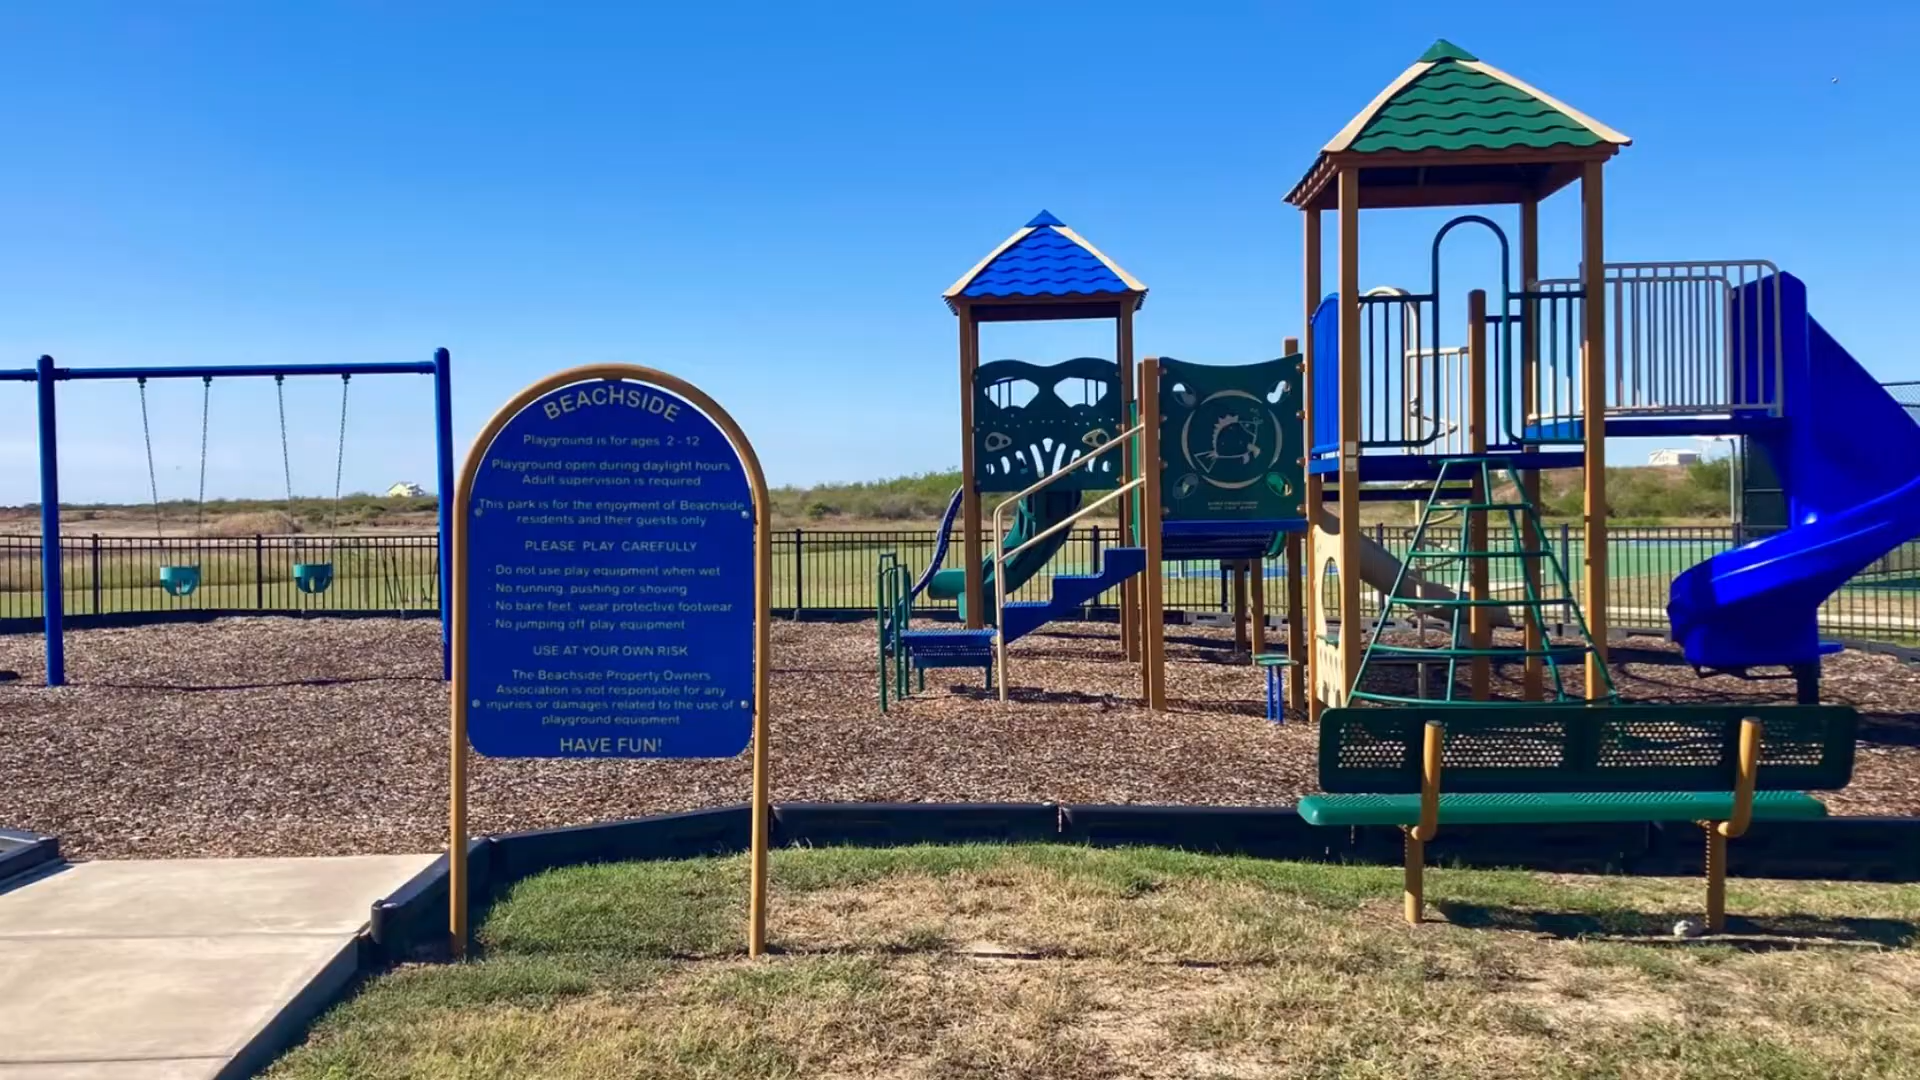 BEACHSIDE
Playground is for ages 2 - 12
Playground open during daylight hours
Adult supervision is required
This park is for the enjoyment of Beachside
residents and their guests only
PLEASE PLAY CAREFULLY
- Do not use play equipment when wet
- No running, pushing or shoving
- No bare feet, wear protective footwear
- No jumping off play equipment
USE AT YOUR OWN RISK
The Beachside Property Owners
Association is not responsible for any
injuries or damages related to the use of
playground equipment
HAVE FUN!